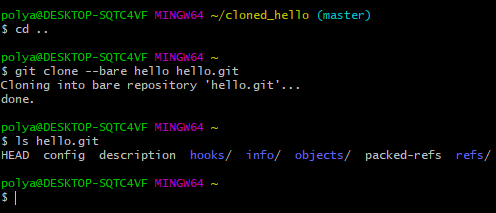 polya@DESKTOP-SQTC4VF MINGW64 ~/cloned_hello (master)
$ cd ..
polya@DESKTOP-SQTC4VF MINGW64 ~
$ git clone --bare hello hello.git
Cloning into bare repository 'hello.git'...
done.
polya@DESKTOP-SQTC4VF MINGW64 ~
$ ls hello.git
HEAD  config  description  hooks/  info/  objects/  packed-refs  refs/
polya@DESKTOP-SQTC4VF MINGW64 ~
$